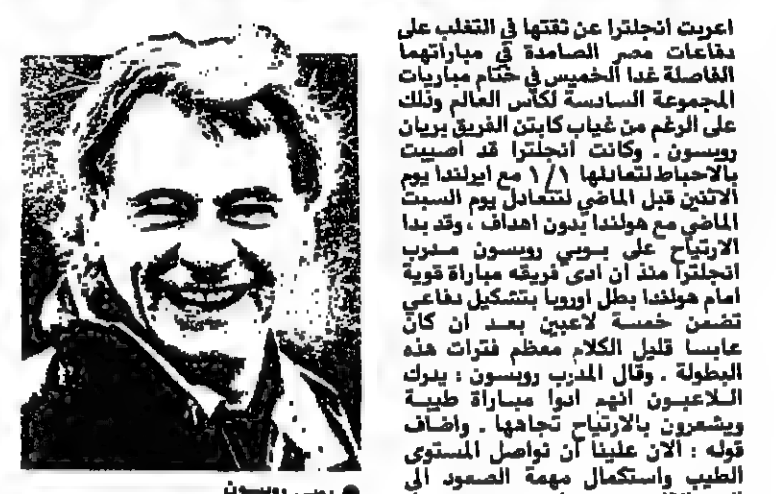 اعربت انجلترا عن ثقتها في التغلب على
دفاعات مصر الصامدة في مباراتهما
الفاصلة غدا الخميس في ختام مباريات
المجموعة السادسة لكأس العالم وذلك
على الرغم من غياب كابتن الفريق بريان
روبسون . وكانت انجلترا قد اصيبت
بالاحباط لتعادلها ١/١ مع ايرلندا يوم
الاثنين قبل الماضي لتتعادل يوم السبت
الماضي مع هولندا بدون اهداف ، وقد بدا
الارتياح على بوبي روبسون مدرب
انجلترا منذ ان ادى فريقه مباراة قوية
امام هولندا بطل اوروبا بتشكيل دفاعي
تضمن خمسة لاعبين بعد ان كان
عابسا قليل الكلام معظم فترات هذه
البطولة . وقال المدرب روبسون : يدرك
اللاعبون انهم ادوا مباراة طيبة
ويشعرون بالارتياح تجاهها . واضاف
قوله : الان علينا ان نواصل المستوى
الطيب واستكمال مهمة الصعود الى
● بوبي روبسون